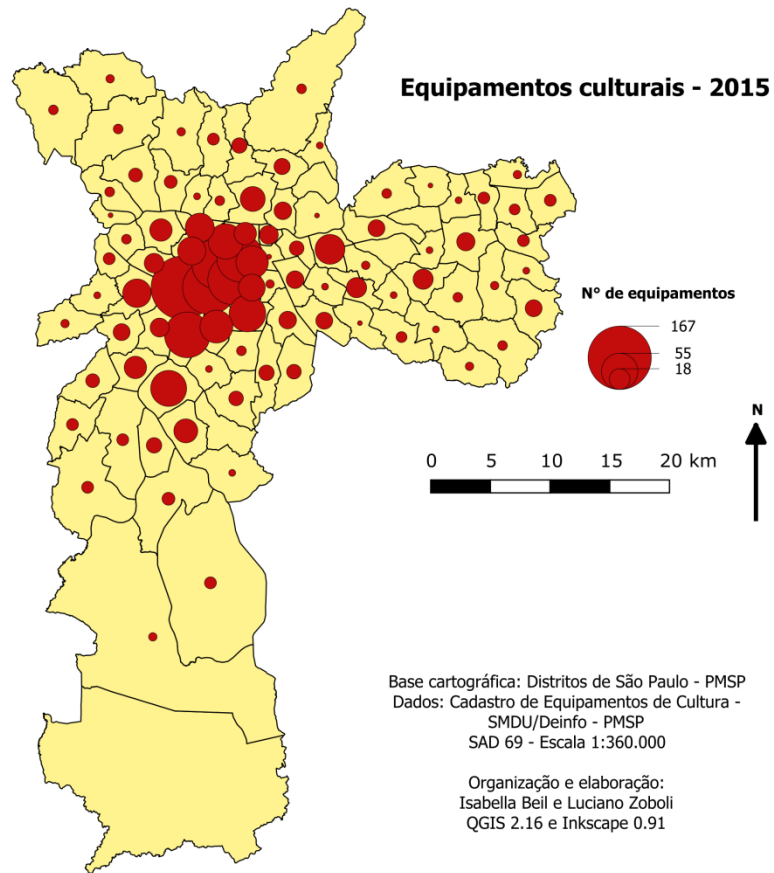 Equipamentos culturais - 2015
N° de equipamentos
167
55
18
N
0 5 10 15 20 km
Base cartográfica: Distritos de São Paulo - PMSP
Dados: Cadastro de Equipamentos de Cultura -
SMDU/Deinfo - PMSP
SAD 69 - Escala 1:360.000
Organização e elaboração:
Isabella Beil e Luciano Zoboli
QGIS 2.16 e Inkscape 0.91